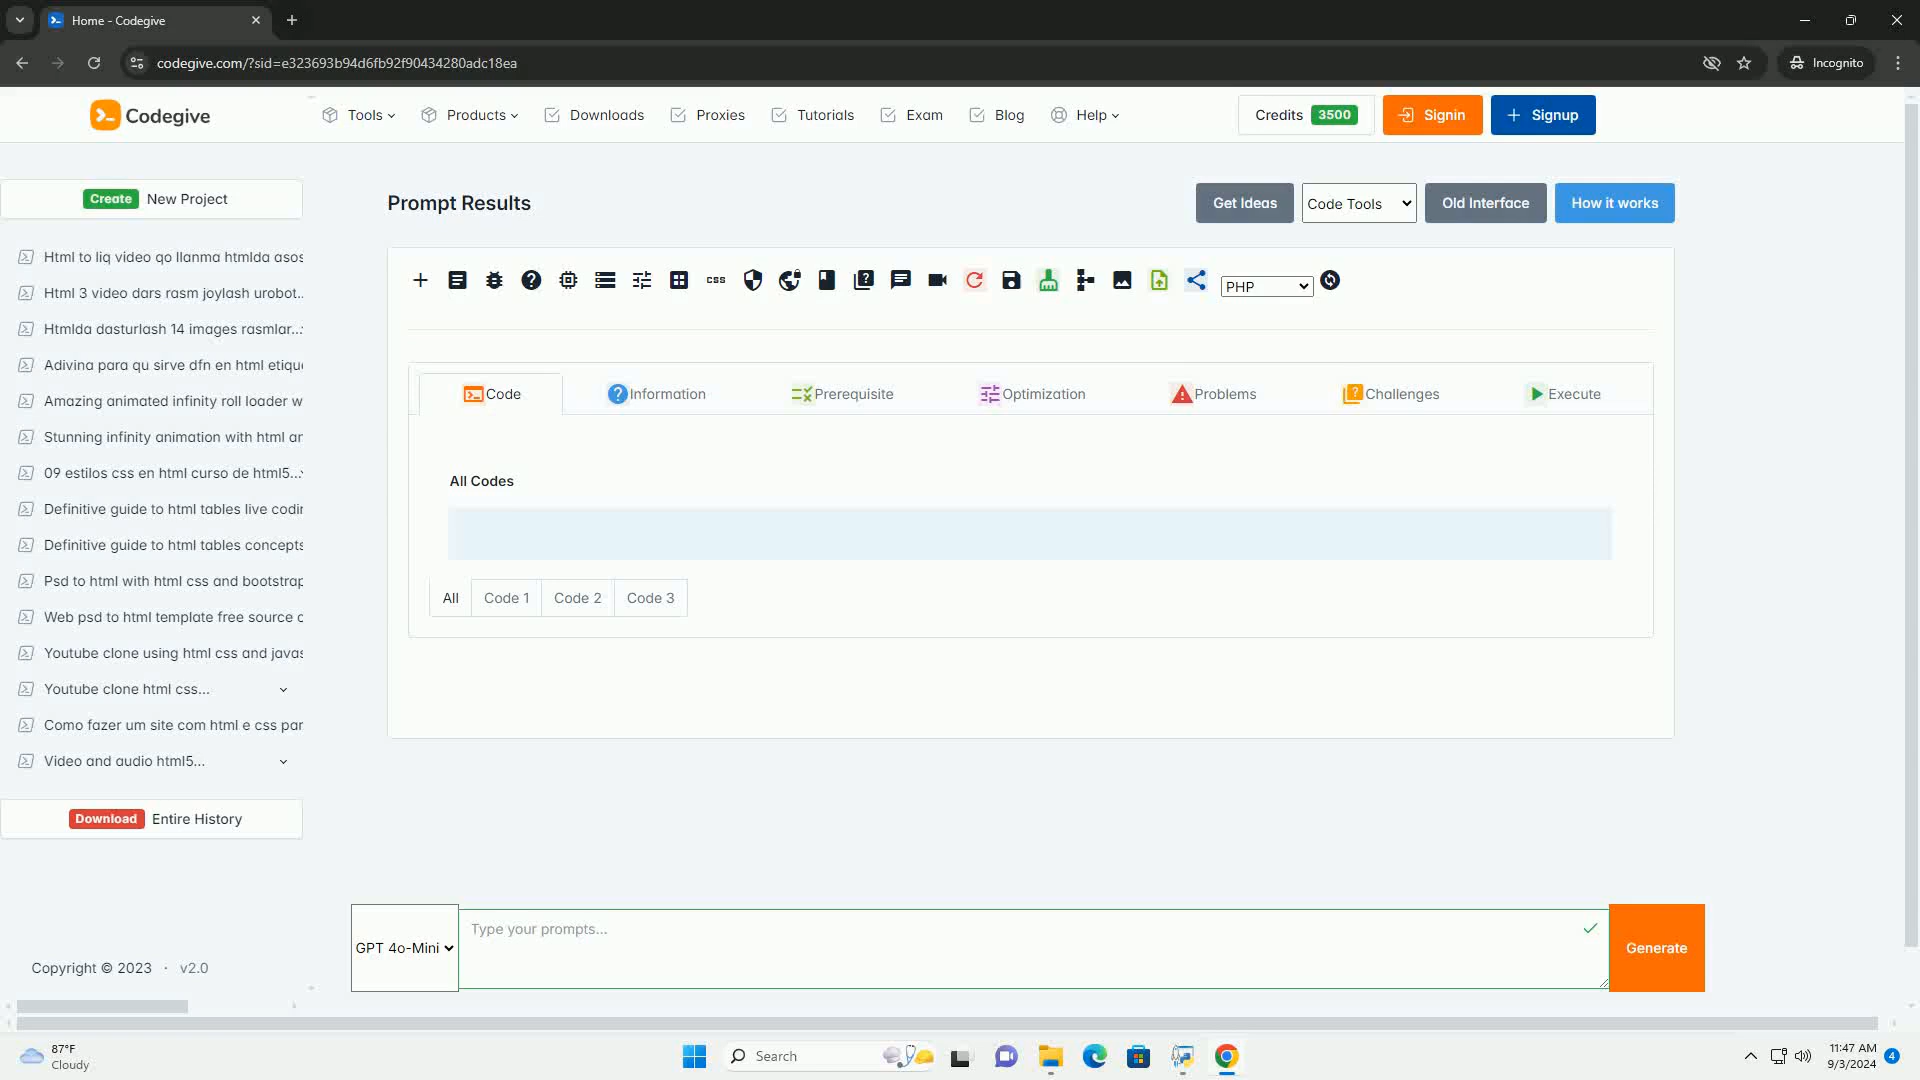 Home - Codegive
codegive.com/?sid=e323693b94d6fb92f90434280adc18ea
Incognito
Codegive
Tools
Products
Downloads
Proxies
Tutorials
Exam
Blog
Help
Credits 3500
Signin
Signup
Create New Project
Prompt Results
Get Ideas
Code Tools
Old Interface
How it works
Html to liq video qo llanma htmlda asos
Html 3 video dars rasm joylash urobot..
Htmlda dasturlash 14 images rasmlar...
Adivina para qu sirve dfn en html etique
Amazing animated infinity roll loader w
Stunning infinity animation with html an
09 estilos css en html curso de html5...
Definitive guide to html tables live codin
Definitive guide to html tables concepts
Psd to html with html css and bootstrap
Web psd to html template free source c
Youtube clone using html css and javas
Youtube clone html css...
Como fazer um site com html e css par
Video and audio html5...
Download Entire History
Copyright © 2023 · v2.0
css
PHP
Code
Information
Prerequisite
Optimization
Problems
Challenges
Execute
All Codes
All
Code 1
Code 2
Code 3
GPT 4o-Mini
Type your prompts...
Generate
87°F
Cloudy
Search
11:47 AM
9/3/2024
4